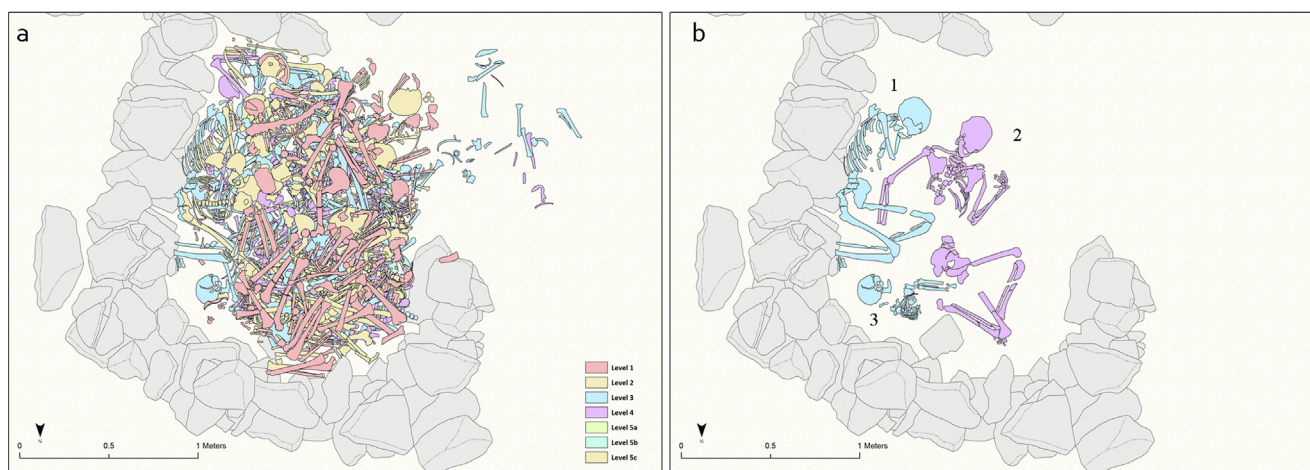 a
Level 1
Level 2
Level 3
Level 4
Level 5a
Level 5b
Level 5c
N
0 0.5 1 Meters
b
1
2
3
N
0 0.5 1 Meters